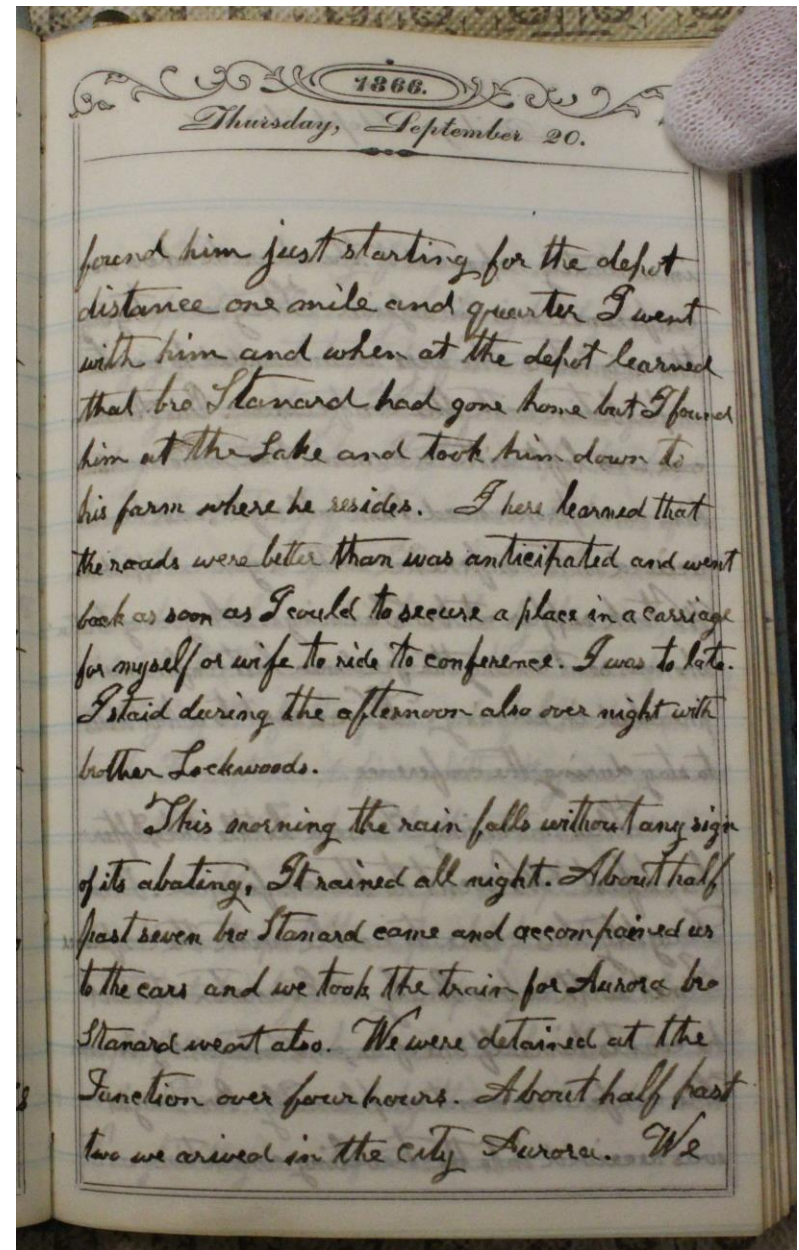 1866.
Thursday, September 20.
found him just starting for the depot
distance one mile and quarter I went
with him and when at the depot learned
that bro Stanard had gone home but I found
him at the Lake and took him down to
his farm where he resides. I here learned that
the roads were better than was anticipated and went
back as soon as I could to secure a place in a carriage
for myself or wife to ride to conference. I was to late.
I staid during the afternoon also over night with
brother Lockwoods.
This morning the rain falls without any sign
of its abating, It rained all night. About half
past seven bro Stanard came and accompained us
to the cars and we took the train for Aurora bro
Stanard went also. We were detained at the
Junction over four hours. About half past
two we arived in the city Aurora. We